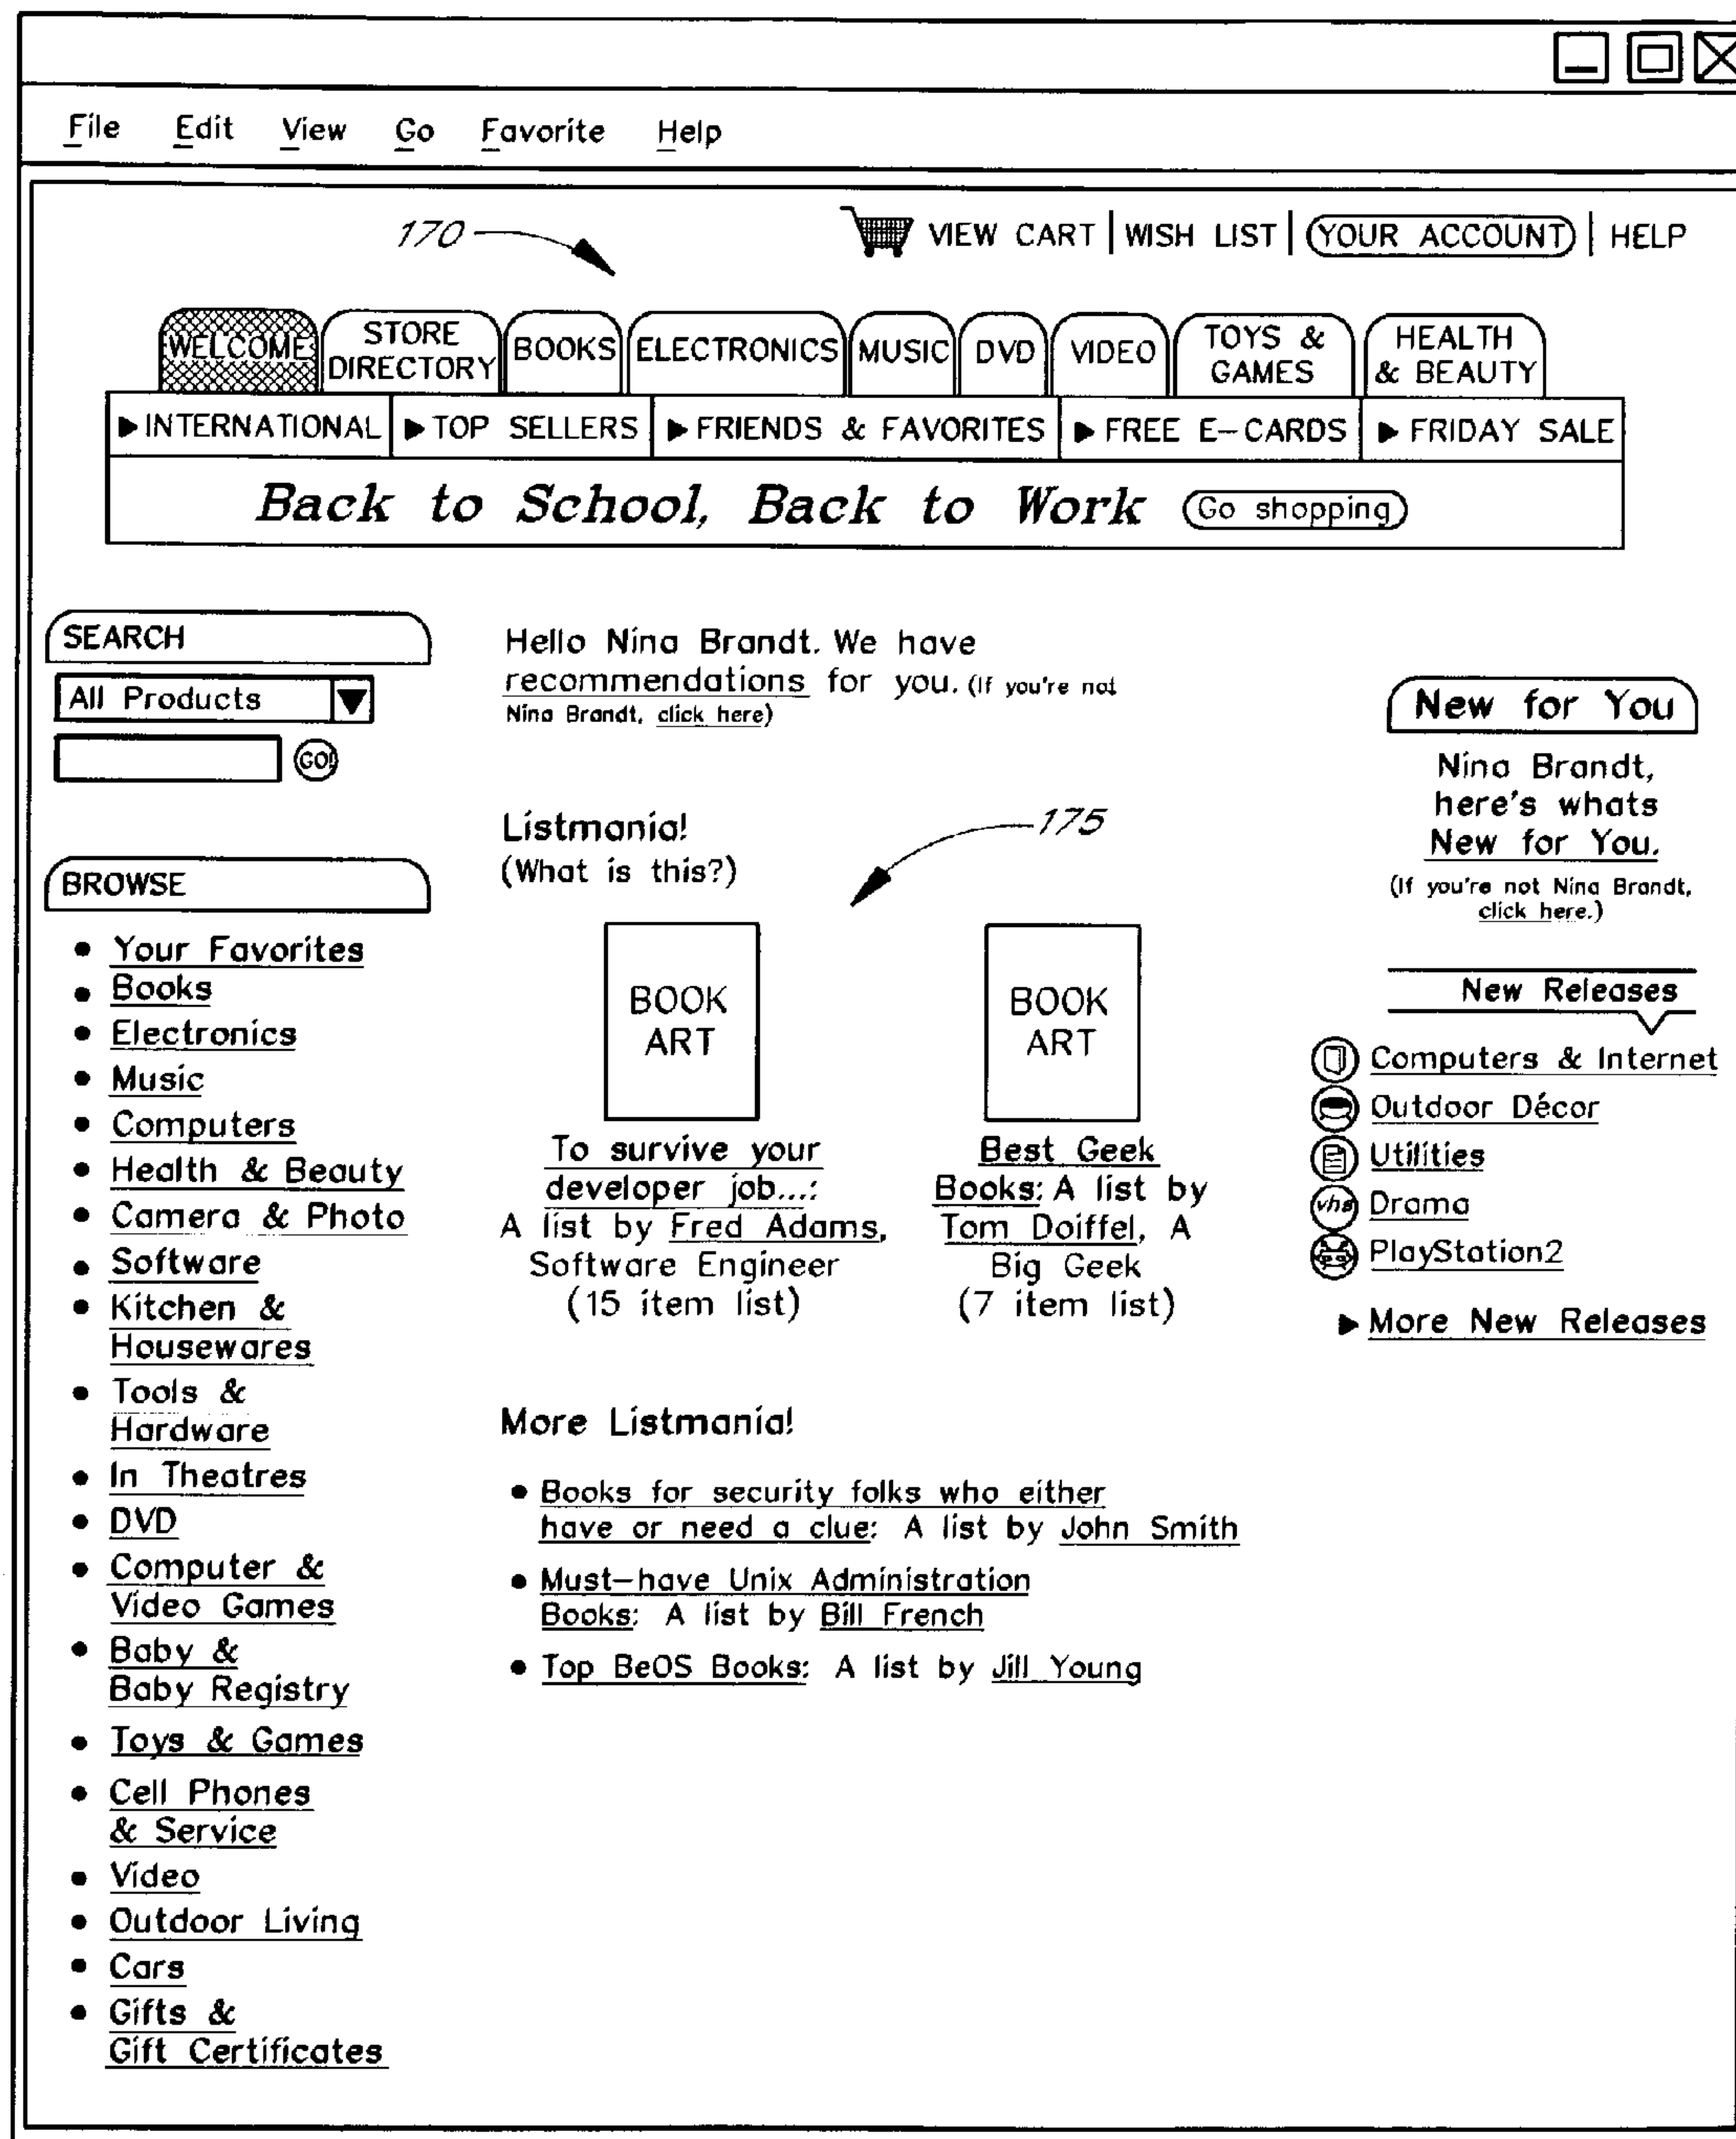 File Edit View Go Favorite Help
170
VIEW CART | WISH LIST | YOUR ACCOUNT | HELP
WELCOME
STORE
DIRECTORY
BOOKS
ELECTRONICS
MUSIC
DVD
VIDEO
TOYS &
GAMES
HEALTH
& BEAUTY
▶INTERNATIONAL ▶TOP SELLERS ▶FRIENDS & FAVORITES ▶FREE E-CARDS ▶FRIDAY SALE
Back to School, Back to Work Go shopping
SEARCH
All Products
GO!
BROWSE
• Your Favorites
• Books
• Electronics
• Music
• Computers
• Health & Beauty
• Camera & Photo
• Software
• Kitchen &
Housewares
• Tools &
Hardware
• In Theatres
• DVD
• Computer &
Video Games
• Baby &
Baby Registry
• Toys & Games
• Cell Phones
& Service
• Video
• Outdoor Living
• Cars
• Gifts &
Gift Certificates
Hello Nina Brandt. We have
recommendations for you. (If you're not
Nina Brandt, click here)
Listmania!
(What is this?)
175
BOOK
ART
To survive your
developer job...:
A list by Fred Adams,
Software Engineer
(15 item list)
BOOK
ART
Best Geek
Books: A list by
Tom Doiffel, A
Big Geek
(7 item list)
More Listmania!
• Books for security folks who either
have or need a clue: A list by John Smith
• Must-have Unix Administration
Books: A list by Bill French
• Top BeOS Books: A list by Jill Young
New for You
Nina Brandt,
here's whats
New for You.
(If you're not Nina Brandt,
click here.)
New Releases
Computers & Internet
Outdoor Décor
Utilities
vhs Drama
PlayStation2
▶More New Releases